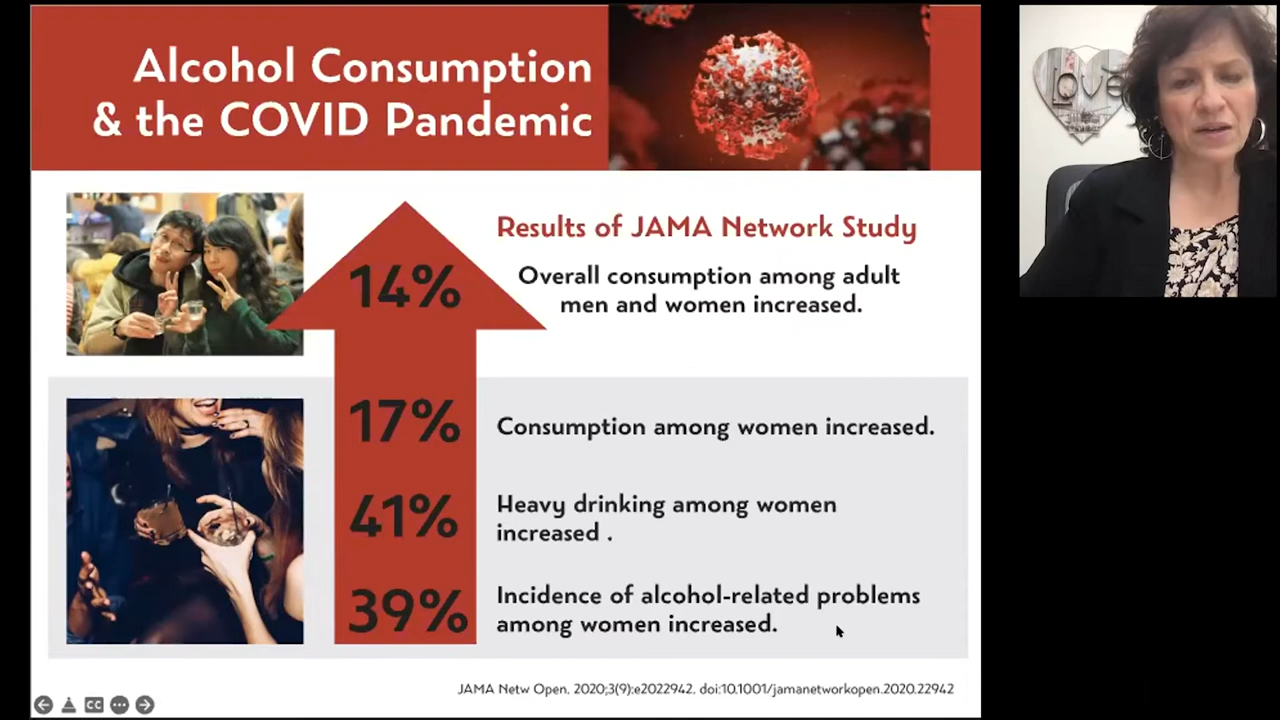 Alcohol Consumption
& the COVID Pandemic
Results of JAMA Network Study
14%
Overall consumption among adult
men and women increased.
17%
Consumption among women increased.
41%
Heavy drinking among women
increased .
39%
Incidence of alcohol-related problems
among women increased.
JAMA Netw Open. 2020;3(9):e2022942. doi:10.1001/jamanetworkopen.2020.22942
CC
Love